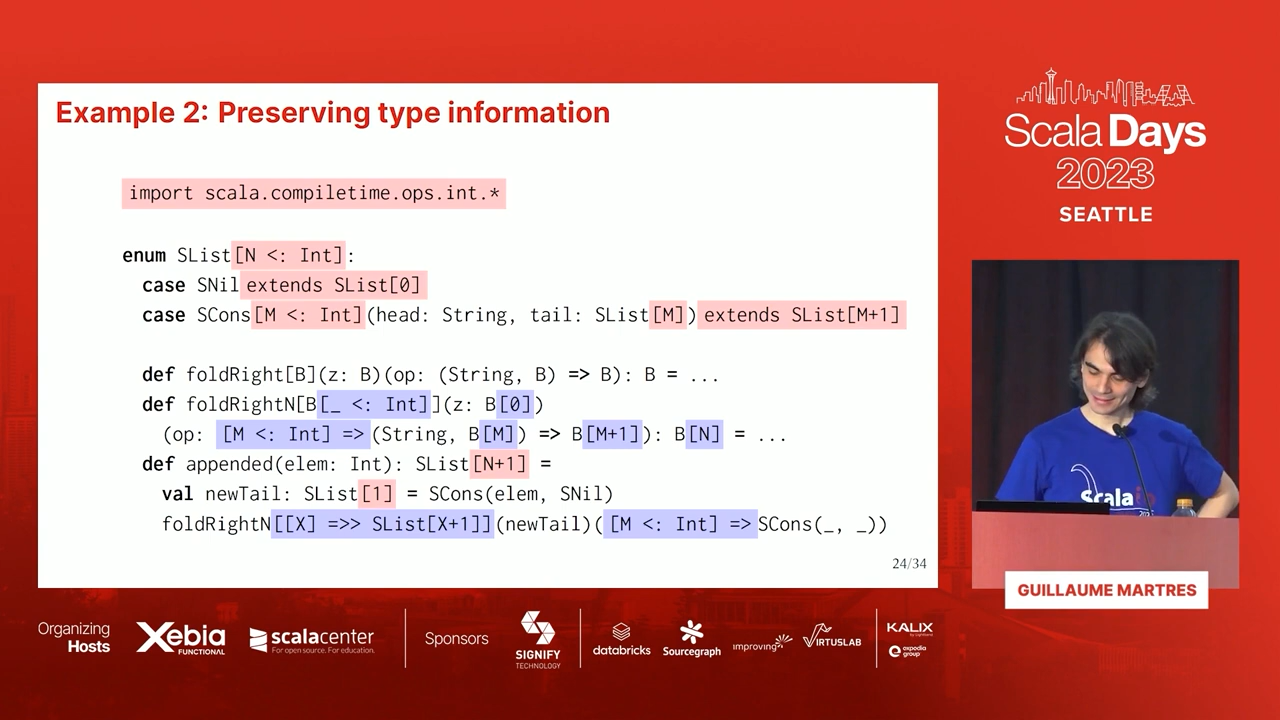 Example 2: Preserving type information
import scala.compiletime.ops.int.*
enum SList[N <: Int]:
case SNil extends SList[0]
case SCons[M <: Int](head: String, tail: SList[M]) extends SList[M+1]
def foldRight[B](z: B)(op: (String, B) => B): B = ...
def foldRightN[B[_ <: Int]](z: B[0])
(op: [M <: Int] => (String, B[M]) => B[M+1]): B[N] = ...
def appended(elem: Int): SList[N+1] =
val newTail: SList[1] = SCons(elem, SNil)
foldRightN[[X] =>> SList[X+1]](newTail)([M <: Int] => SCons(_, _))
24/34
Scala Days
2023
SEATTLE
Scala
GUILLAUME MARTRES
Organizing
Hosts
Xebia
FUNCTIONAL
scalacenter
For open source. For education.
Sponsors
SIGNIFY
TECHNOLOGY
databricks
Sourcegraph
improving
VIRTUSLAB
KALIX
expedia
group